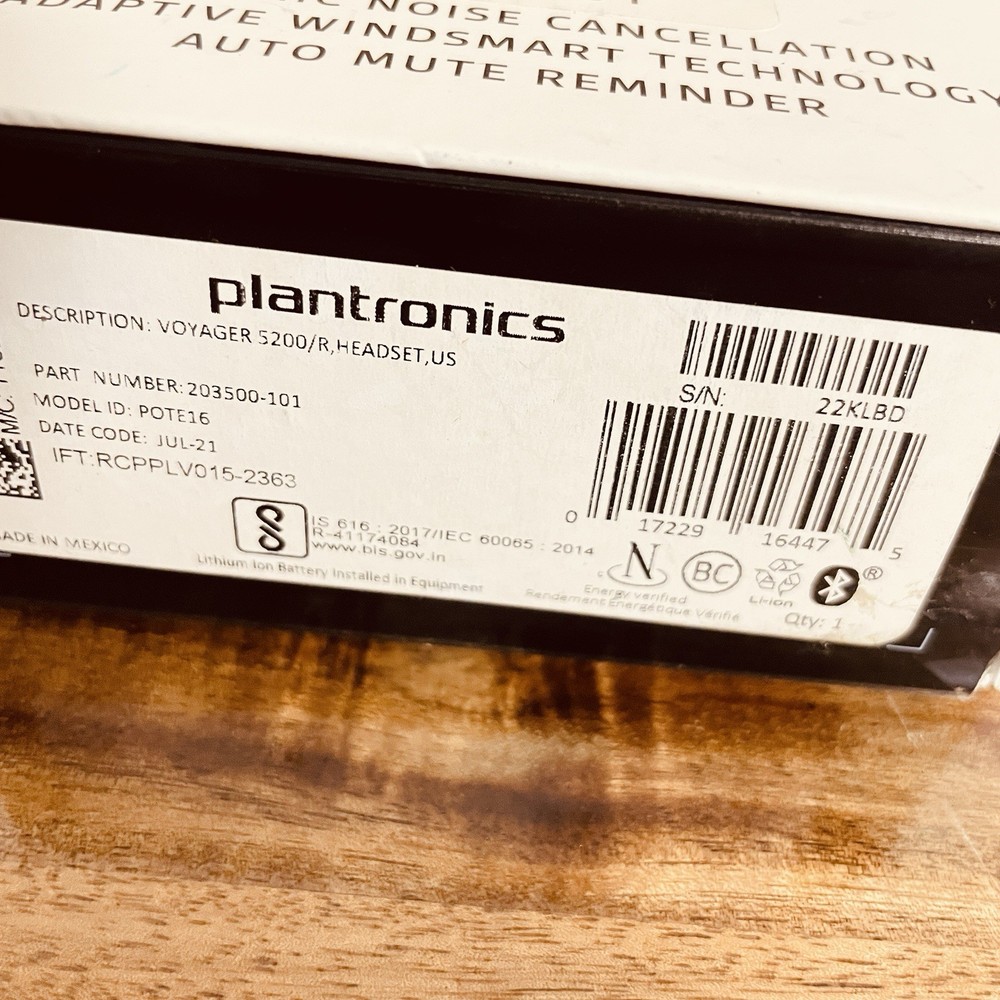 NOISE CANCELLATION
ADAPTIVE WINDSMART TECHNOLOGY
AUTO MUTE REMINDER
plantronics
DESCRIPTION: VOYAGER 5200/R,HEADSET,US
PART NUMBER:203500-101
MODEL ID: POTE16
DATE CODE: JUL-21
IFT:RCPPLV015-2363
S/N:
22KLBD
0 17229 16447 5
IS 616 : 2017/IEC 60065 : 2014
R-41174084
www.bis.gov.in
ADE IN MEXICO
Lithium Ion Battery Installed in Equipment
c N
BC
Li-ion
®
Energy verified
Rendement Énergétique Vérifié
Qty: 1